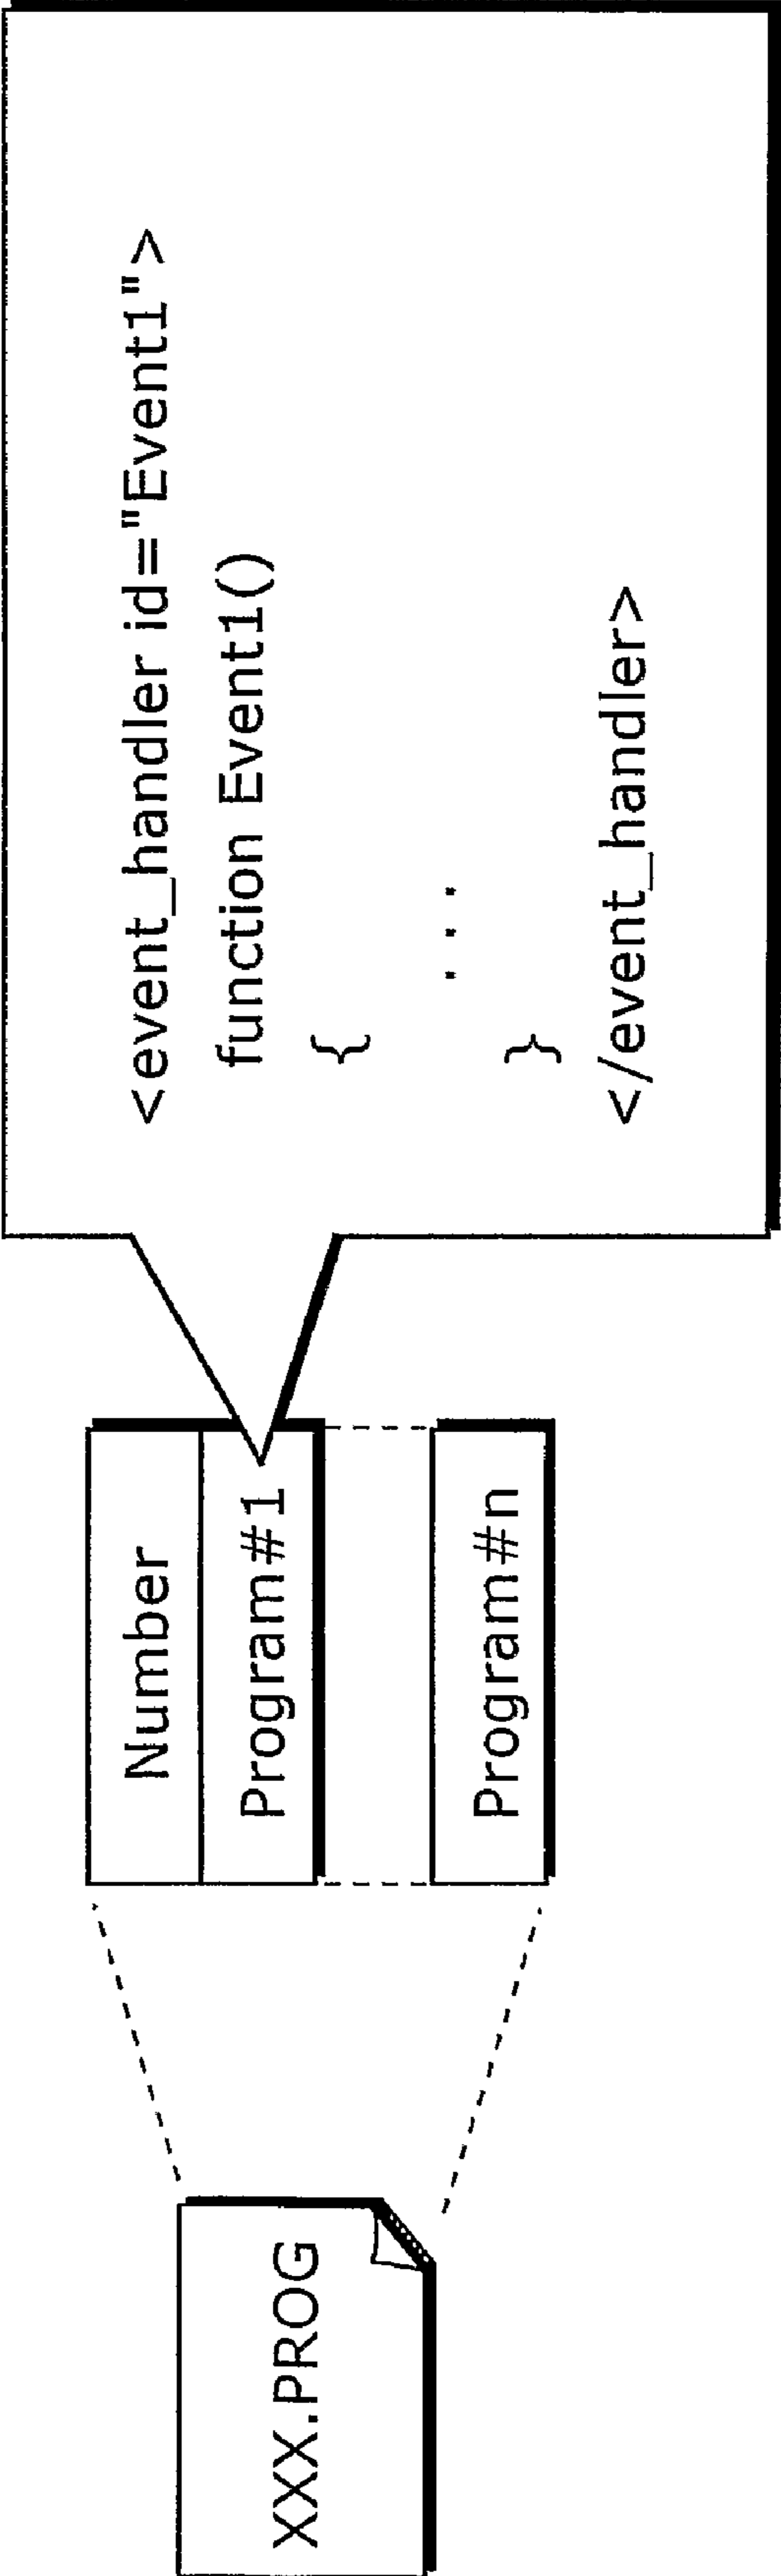 XXX.PROG
Number
Program#1
Program#n
<event_handler id="Event1">
function Event1()
{
...
}
</event_handler>